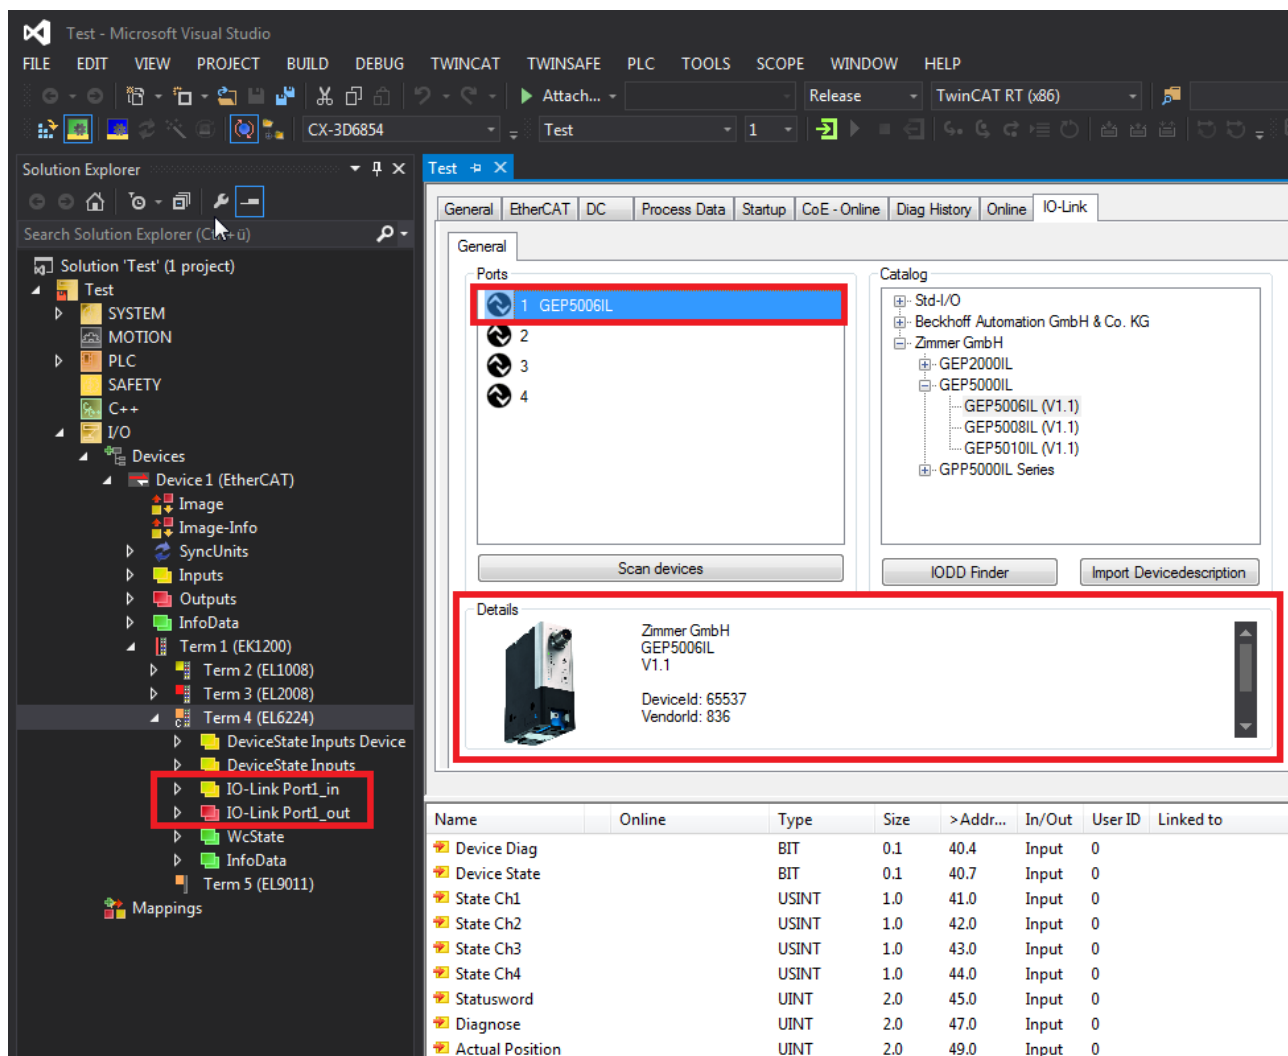 Test - Microsoft Visual Studio
FILE EDIT VIEW PROJECT BUILD DEBUG TWINCAT TWINSAFE PLC TOOLS SCOPE WINDOW HELP
Attach... Release TwinCAT RT (x86)
CX-3D6854 Test 1
Solution Explorer
Search Solution Explorer (Ctrl+ü)
Solution 'Test' (1 project)
Test
SYSTEM
MOTION
PLC
SAFETY
C++
I/O
Devices
Device 1 (EtherCAT)
Image
Image-Info
SyncUnits
Inputs
Outputs
InfoData
Term 1 (EK1200)
Term 2 (EL1008)
Term 3 (EL2008)
Term 4 (EL6224)
DeviceState Inputs Device
DeviceState Inputs
IO-Link Port1_in
IO-Link Port1_out
WcState
InfoData
Term 5 (EL9011)
Mappings
Test
General EtherCAT DC Process Data Startup CoE - Online Diag History Online IO-Link
General
Ports
1 GEP5006IL
2
3
4
Scan devices
Catalog
Std-I/O
Beckhoff Automation GmbH & Co. KG
Zimmer GmbH
GEP2000IL
GEP5000IL
GEP5006IL (V1.1)
GEP5008IL (V1.1)
GEP5010IL (V1.1)
GPP5000IL Series
IODD Finder Import Devicedescription
Details
Zimmer GmbH
GEP5006IL
V1.1
DeviceId: 65537
VendorId: 836
Name Online Type Size >Addr... In/Out User ID Linked to
Device Diag BIT 0.1 40.4 Input 0
Device State BIT 0.1 40.7 Input 0
State Ch1 USINT 1.0 41.0 Input 0
State Ch2 USINT 1.0 42.0 Input 0
State Ch3 USINT 1.0 43.0 Input 0
State Ch4 USINT 1.0 44.0 Input 0
Statusword UINT 2.0 45.0 Input 0
Diagnose UINT 2.0 47.0 Input 0
Actual Position UINT 2.0 49.0 Input 0